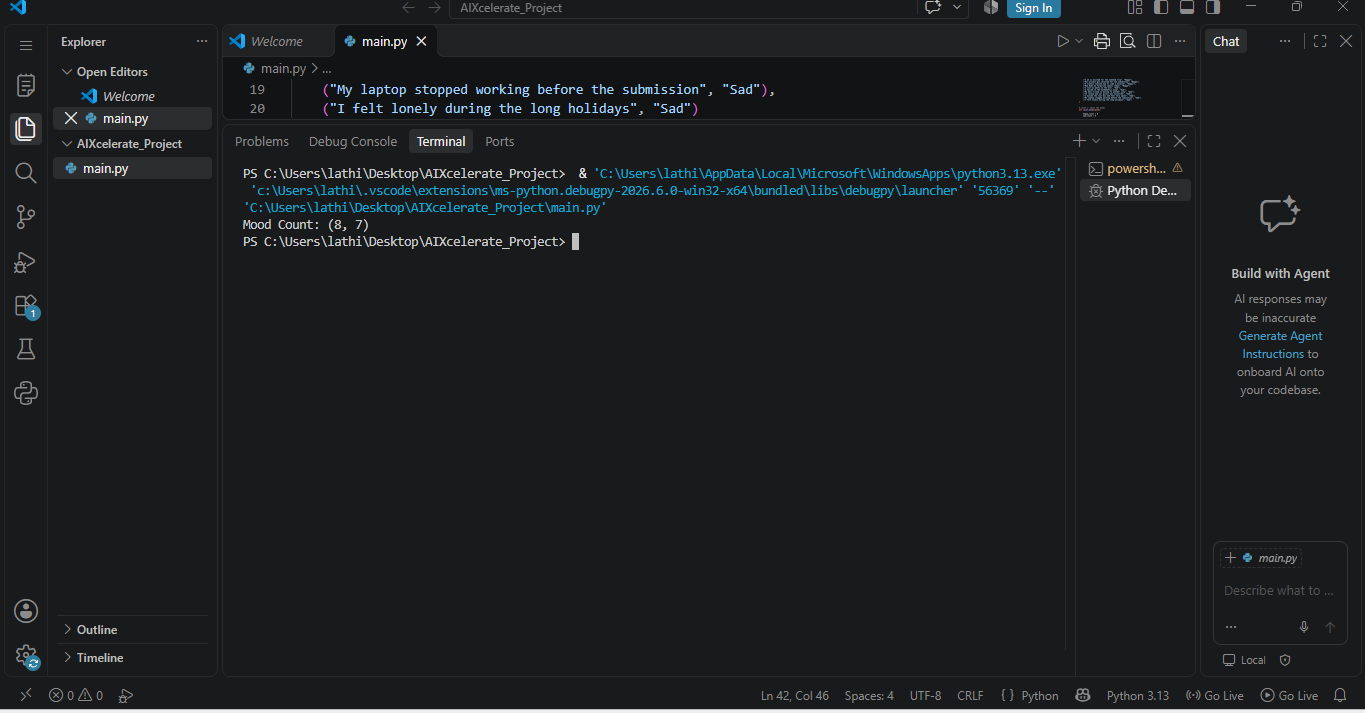 AIXcelerate_Project
Sign In
Explorer
Open Editors
Welcome
main.py
AIXcelerate_Project
main.py
Outline
Timeline
Welcome
main.py
main.py > ...
19 ("My laptop stopped working before the submission", "Sad"),
20 ("I felt lonely during the long holidays", "Sad")
Problems Debug Console Terminal Ports
PS C:\Users\lathi\Desktop\AIXcelerate_Project> & 'C:\Users\lathi\AppData\Local\Microsoft\WindowsApps\python3.13.exe'
'c:\Users\lathi\.vscode\extensions\ms-python.debugpy-2026.6.0-win32-x64\bundled\libs\debugpy\launcher' '56369' '--'
'C:\Users\lathi\Desktop\AIXcelerate_Project\main.py'
Mood Count: (8, 7)
PS C:\Users\lathi\Desktop\AIXcelerate_Project>
powersh...
Python De...
Chat
Build with Agent
AI responses may
be inaccurate
Generate Agent
Instructions to
onboard AI onto
your codebase.
main.py
Describe what to ...
Local
1
0 0
Ln 42, Col 46 Spaces: 4 UTF-8 CRLF { } Python Python 3.13 Go Live Go Live